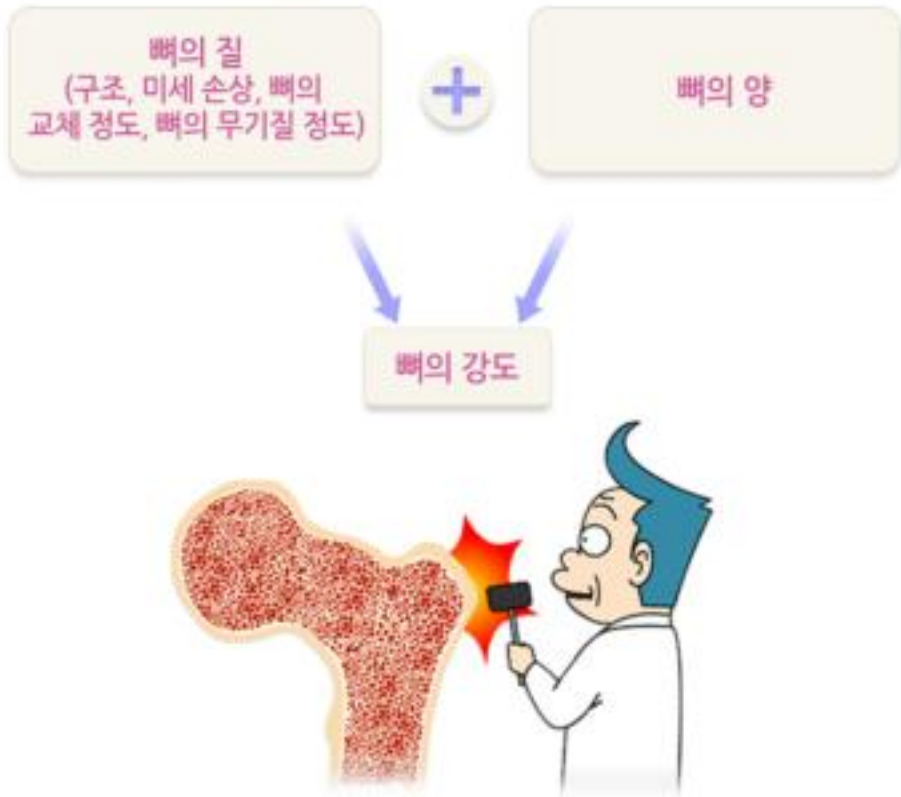 뼈의 질
(구조, 미세 손상, 뼈의
교체 정도, 뼈의 무기질 정도)
뼈의 양
뼈의 강도